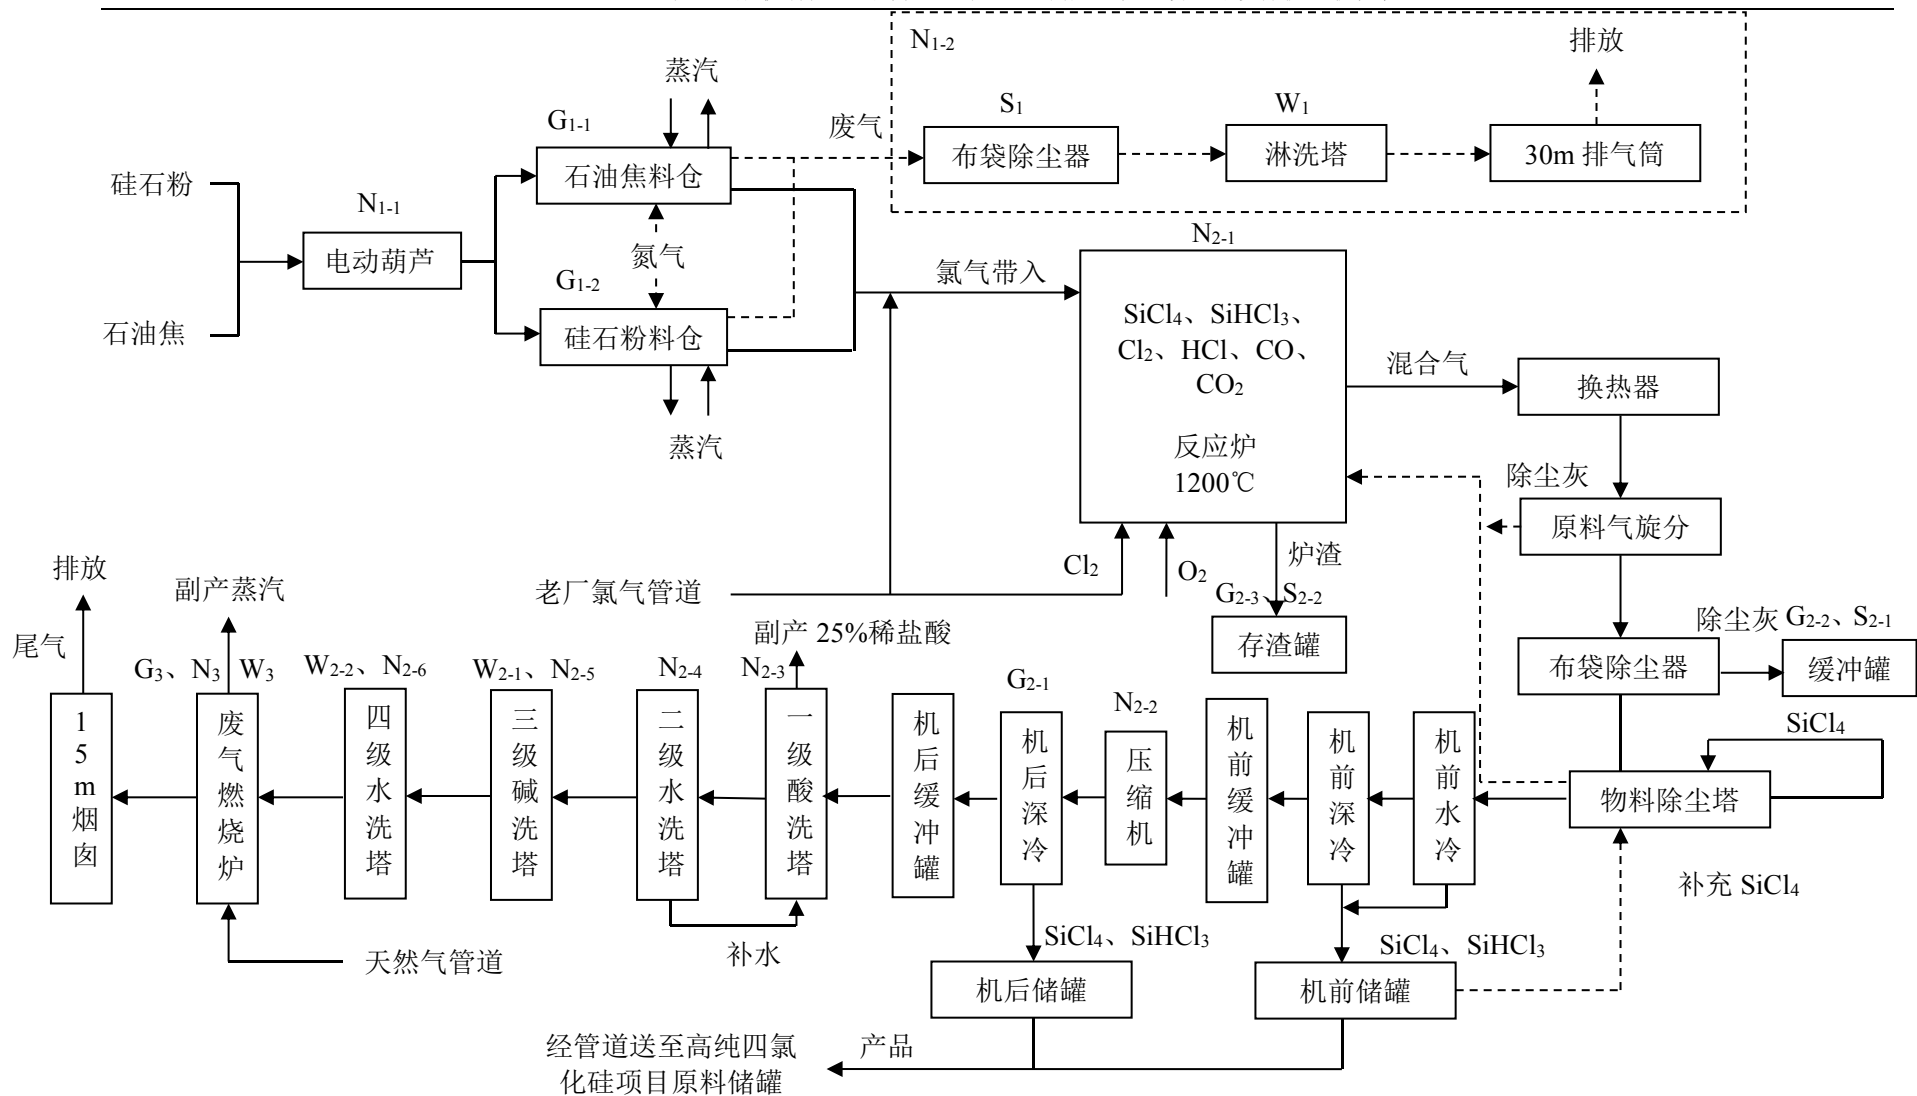 N1-2
排放
蒸汽
G1-1
废气
S1
W1
布袋除尘器
淋洗塔
30m 排气筒
石油焦料仓
硅石粉
N1-1
电动葫芦
氮气
G1-2
石油焦
硅石粉料仓
蒸汽
氯气带入
N2-1
SiCl4、SiHCl3、
Cl2、HCl、CO、
CO2
反应炉
1200℃
混合气
换热器
除尘灰
原料气旋分
Cl2
O2
炉渣
G2-3、S2-2
存渣罐
老厂氯气管道
除尘灰
G2-2、S2-1
布袋除尘器
缓冲罐
SiCl4
物料除尘塔
补充 SiCl4
排放
尾气
副产蒸汽
G3、N3
W3
W2-2、N2-6
W2-1、N2-5
N2-4
副产 25%稀盐酸
N2-3
G2-1
N2-2
15m烟囱
废气燃烧炉
四级水洗塔
三级碱洗塔
二级水洗塔
一级酸洗塔
机后缓冲罐
机后深冷
压缩机
机前缓冲罐
机前深冷
机前水冷
天然气管道
补水
SiCl4、SiHCl3
SiCl4、SiHCl3
机后储罐
机前储罐
产品
经管道送至高纯四氯
化硅项目原料储罐